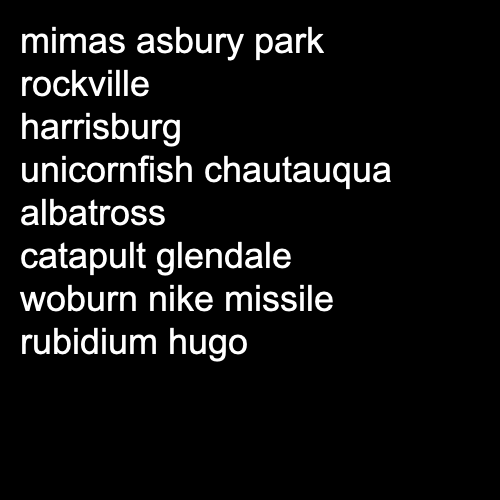 mimas asbury park
rockville
harrisburg
unicornfish chautauqua
albatross
catapult glendale
woburn nike missile
rubidium hugo